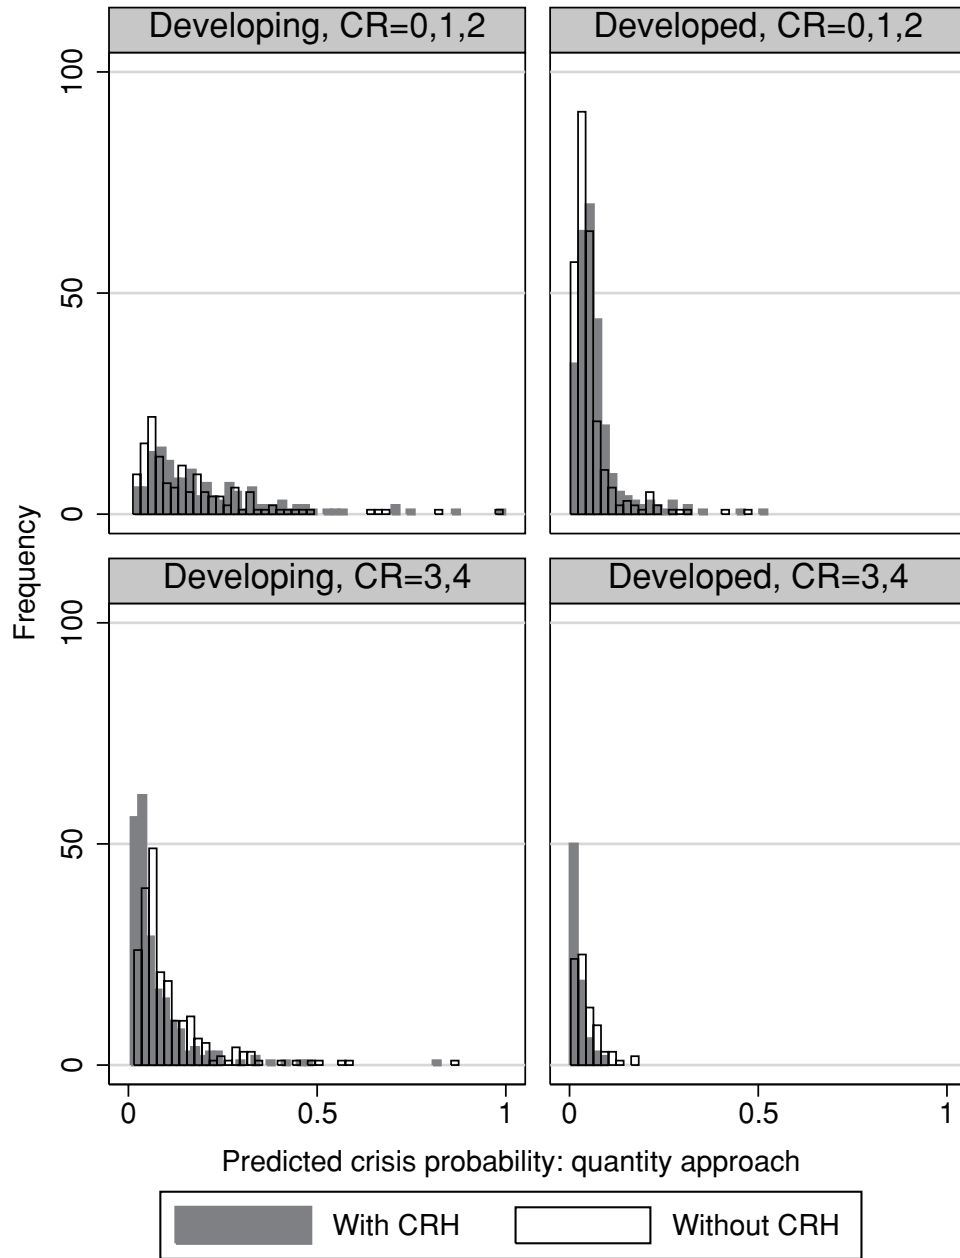 Developing, CR=0,1,2
Developed, CR=0,1,2
100
50
0
Developing, CR=3,4
Developed, CR=3,4
100
50
0
Frequency
0 0.5 1
0 0.5 1
Predicted crisis probability: quantity approach
With CRH
Without CRH